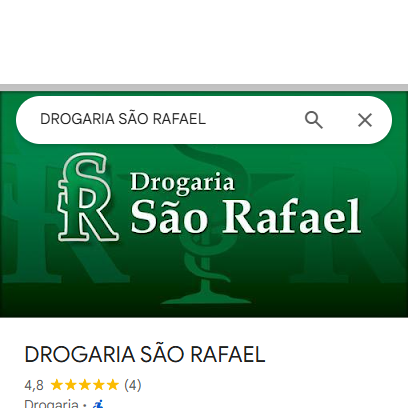 DROGARIA SÃO RAFAEL
SR
Drogaria
São Rafael
DROGARIA SÃO RAFAEL
4,8 ★★★★★ (4)
Drogaria ·